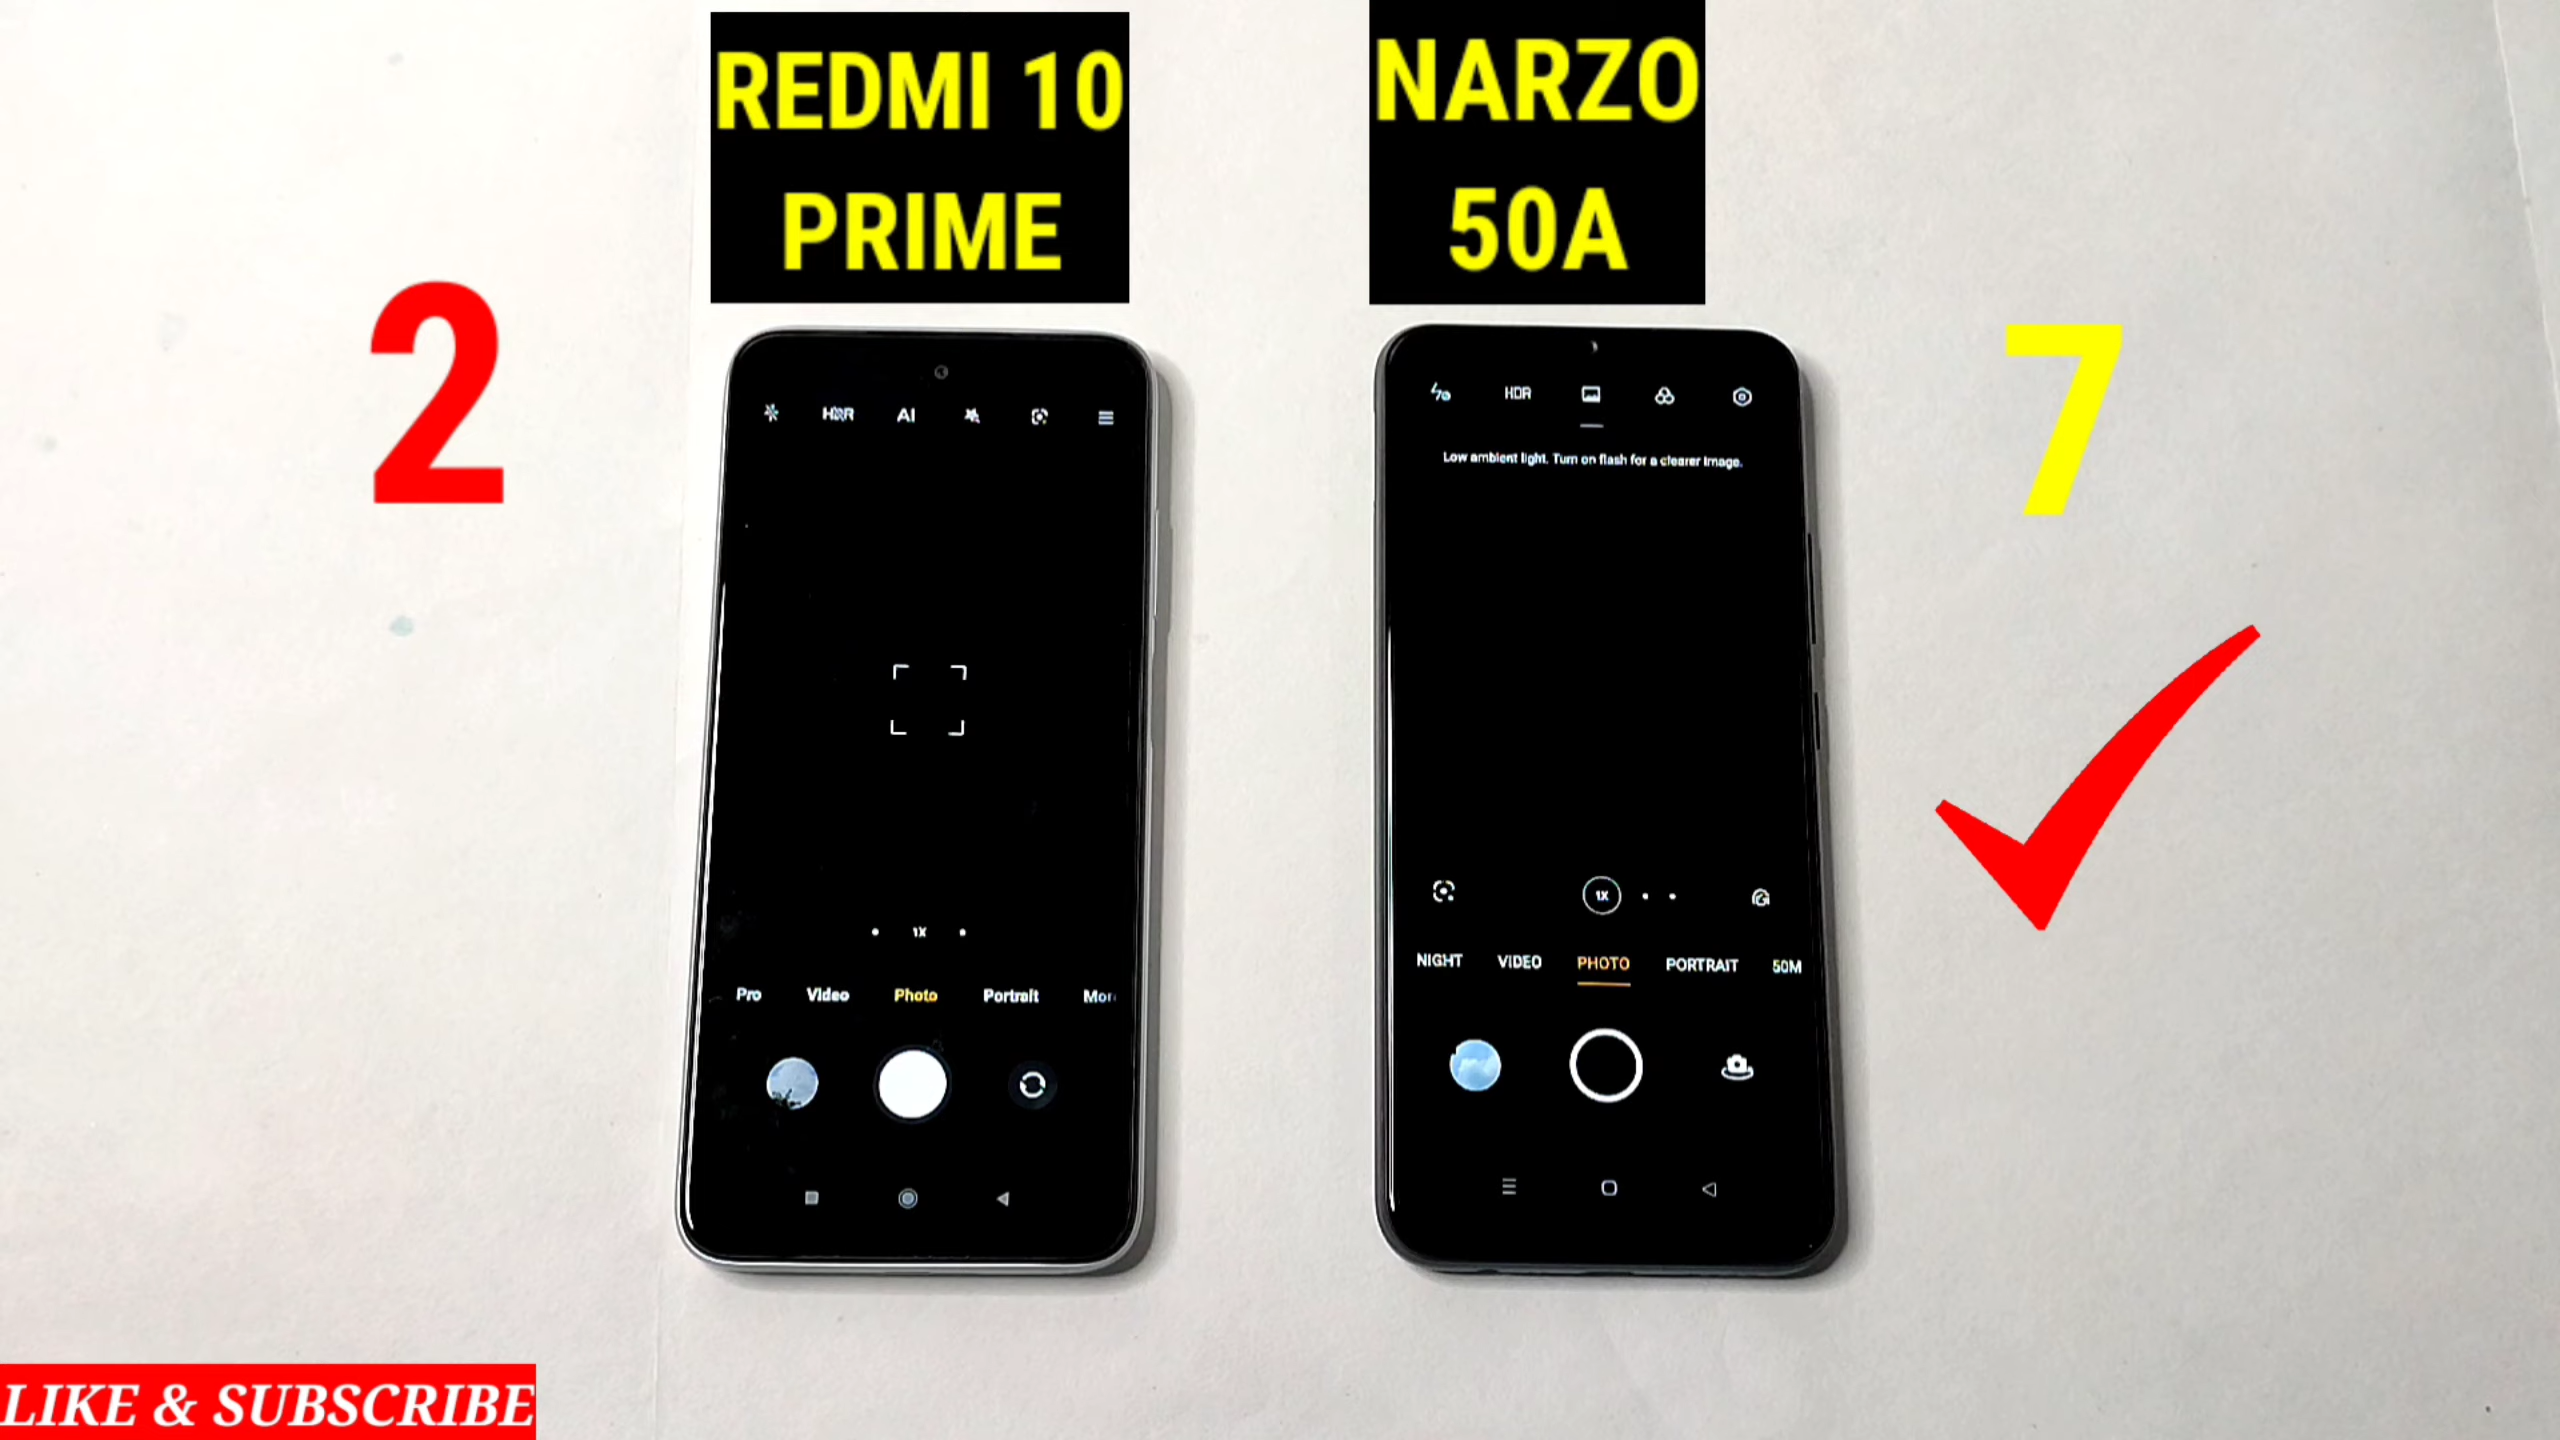 REDMI 10
PRIME
NARZO
50A
2
7
HDR
AI
HDR
Low ambient light. Turn on flash for a clearer image.
1X
1X
NIGHT VIDEO PHOTO PORTRAIT 50M
Pro Video Photo Portrait Mor
LIKE & SUBSCRIBE